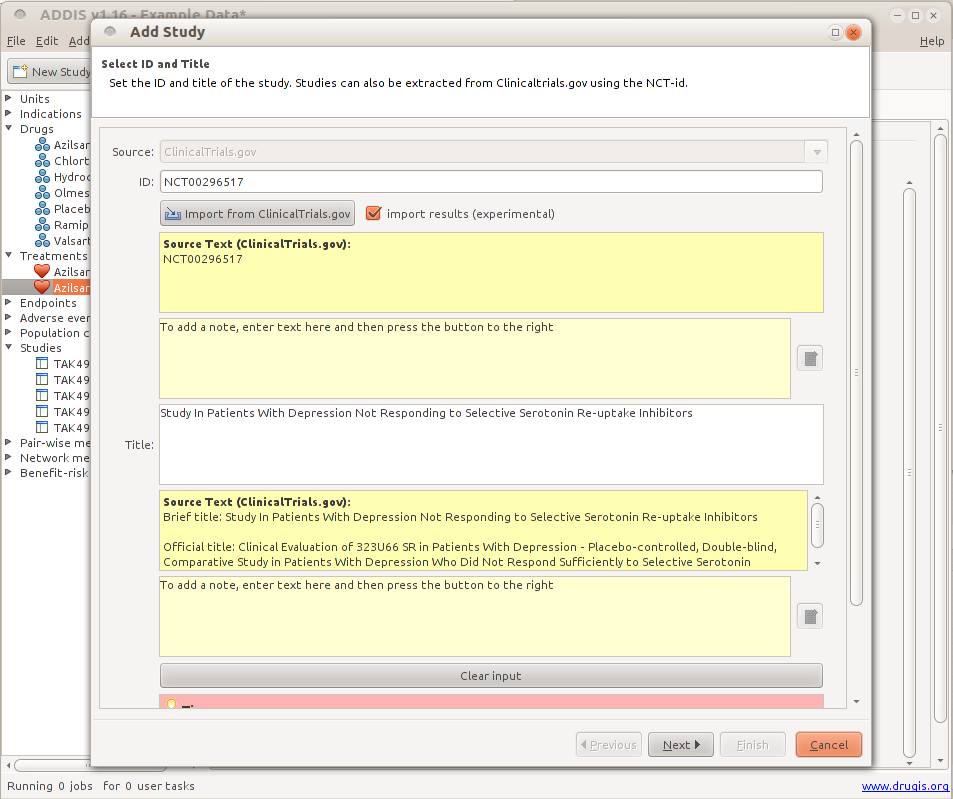 ADDIS v1.16 - Example Data*
File Edit Add
Help
New Study
Units
Indications
Drugs
Azilsar
Chlort
Hydroc
Olmes
Placeb
Ramip
Valsart
Treatments
Azilsar
Azilsar
Endpoints
Adverse ever
Population c
Studies
TAK49
TAK49
TAK49
TAK49
TAK49
Pair-wise me
Network me
Benefit-risk
Add Study
Select ID and Title
Set the ID and title of the study. Studies can also be extracted from Clinicaltrials.gov using the NCT-id.
Source: ClinicalTrials.gov
ID: NCT00296517
Import from ClinicalTrials.gov import results (experimental)
Source Text (ClinicalTrials.gov):
NCT00296517
To add a note, enter text here and then press the button to the right
Title: Study In Patients With Depression Not Responding to Selective Serotonin Re-uptake Inhibitors
Source Text (ClinicalTrials.gov):
Brief title: Study In Patients With Depression Not Responding to Selective Serotonin Re-uptake Inhibitors
Official title: Clinical Evaluation of 323U66 SR in Patients With Depression - Placebo-controlled, Double-blind,
Comparative Study in Patients With Depression Who Did Not Respond Sufficiently to Selective Serotonin
To add a note, enter text here and then press the button to the right
Clear input
Previous Next Finish Cancel
Running 0 jobs for 0 user tasks
www.drugis.org